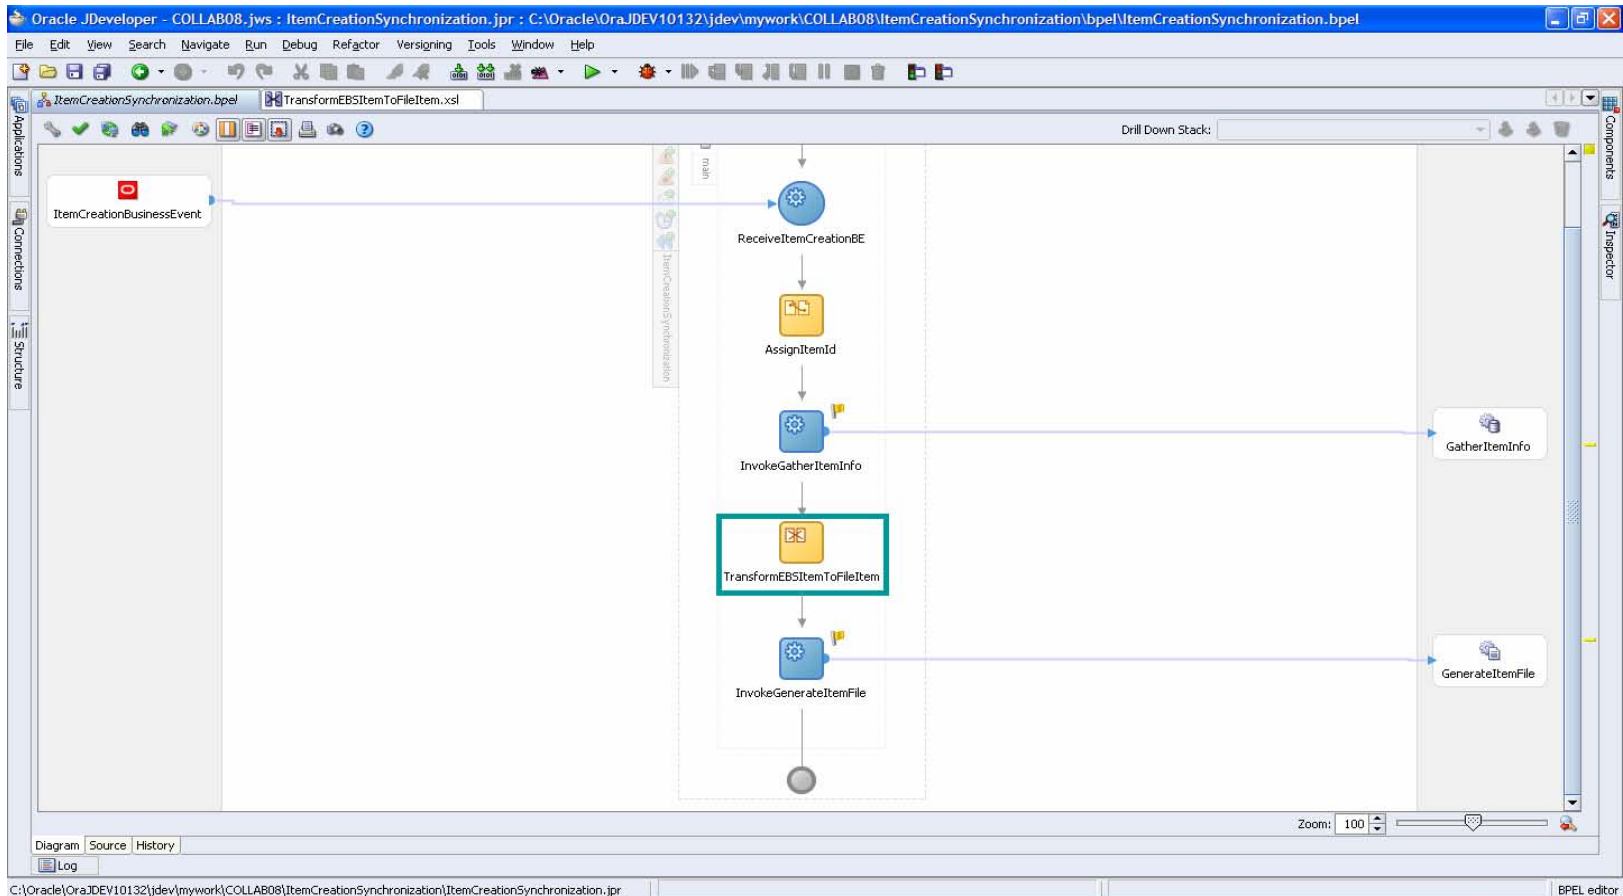 Oracle JDeveloper - COLLAB08.jws : ItemCreationSynchronization.jpr : C:\Oracle\OraJDEV10132\jdev\mywork\COLLAB08\ItemCreationSynchronization\bpel\ItemCreationSynchronization.bpel
File Edit View Search Navigate Run Debug Refactor Versioning Tools Window Help
ItemCreationSynchronization.bpel TransformEBSItemToFileItem.xsl
Applications
Connections
Structure
Components
Inspector
Drill Down Stack:
main
ItemCreationBusinessEvent
ReceiveItemCreationBE
ItemCreationSynchronization
AssignItemId
InvokeGatherItemInfo
GatherItemInfo
TransformEBSItemToFileItem
InvokeGenerateItemFile
GenerateItemFile
Zoom: 100
Diagram Source History
Log
C:\Oracle\OraJDEV10132\jdev\mywork\COLLAB08\ItemCreationSynchronization\ItemCreationSynchronization.jpr
BPEL editor